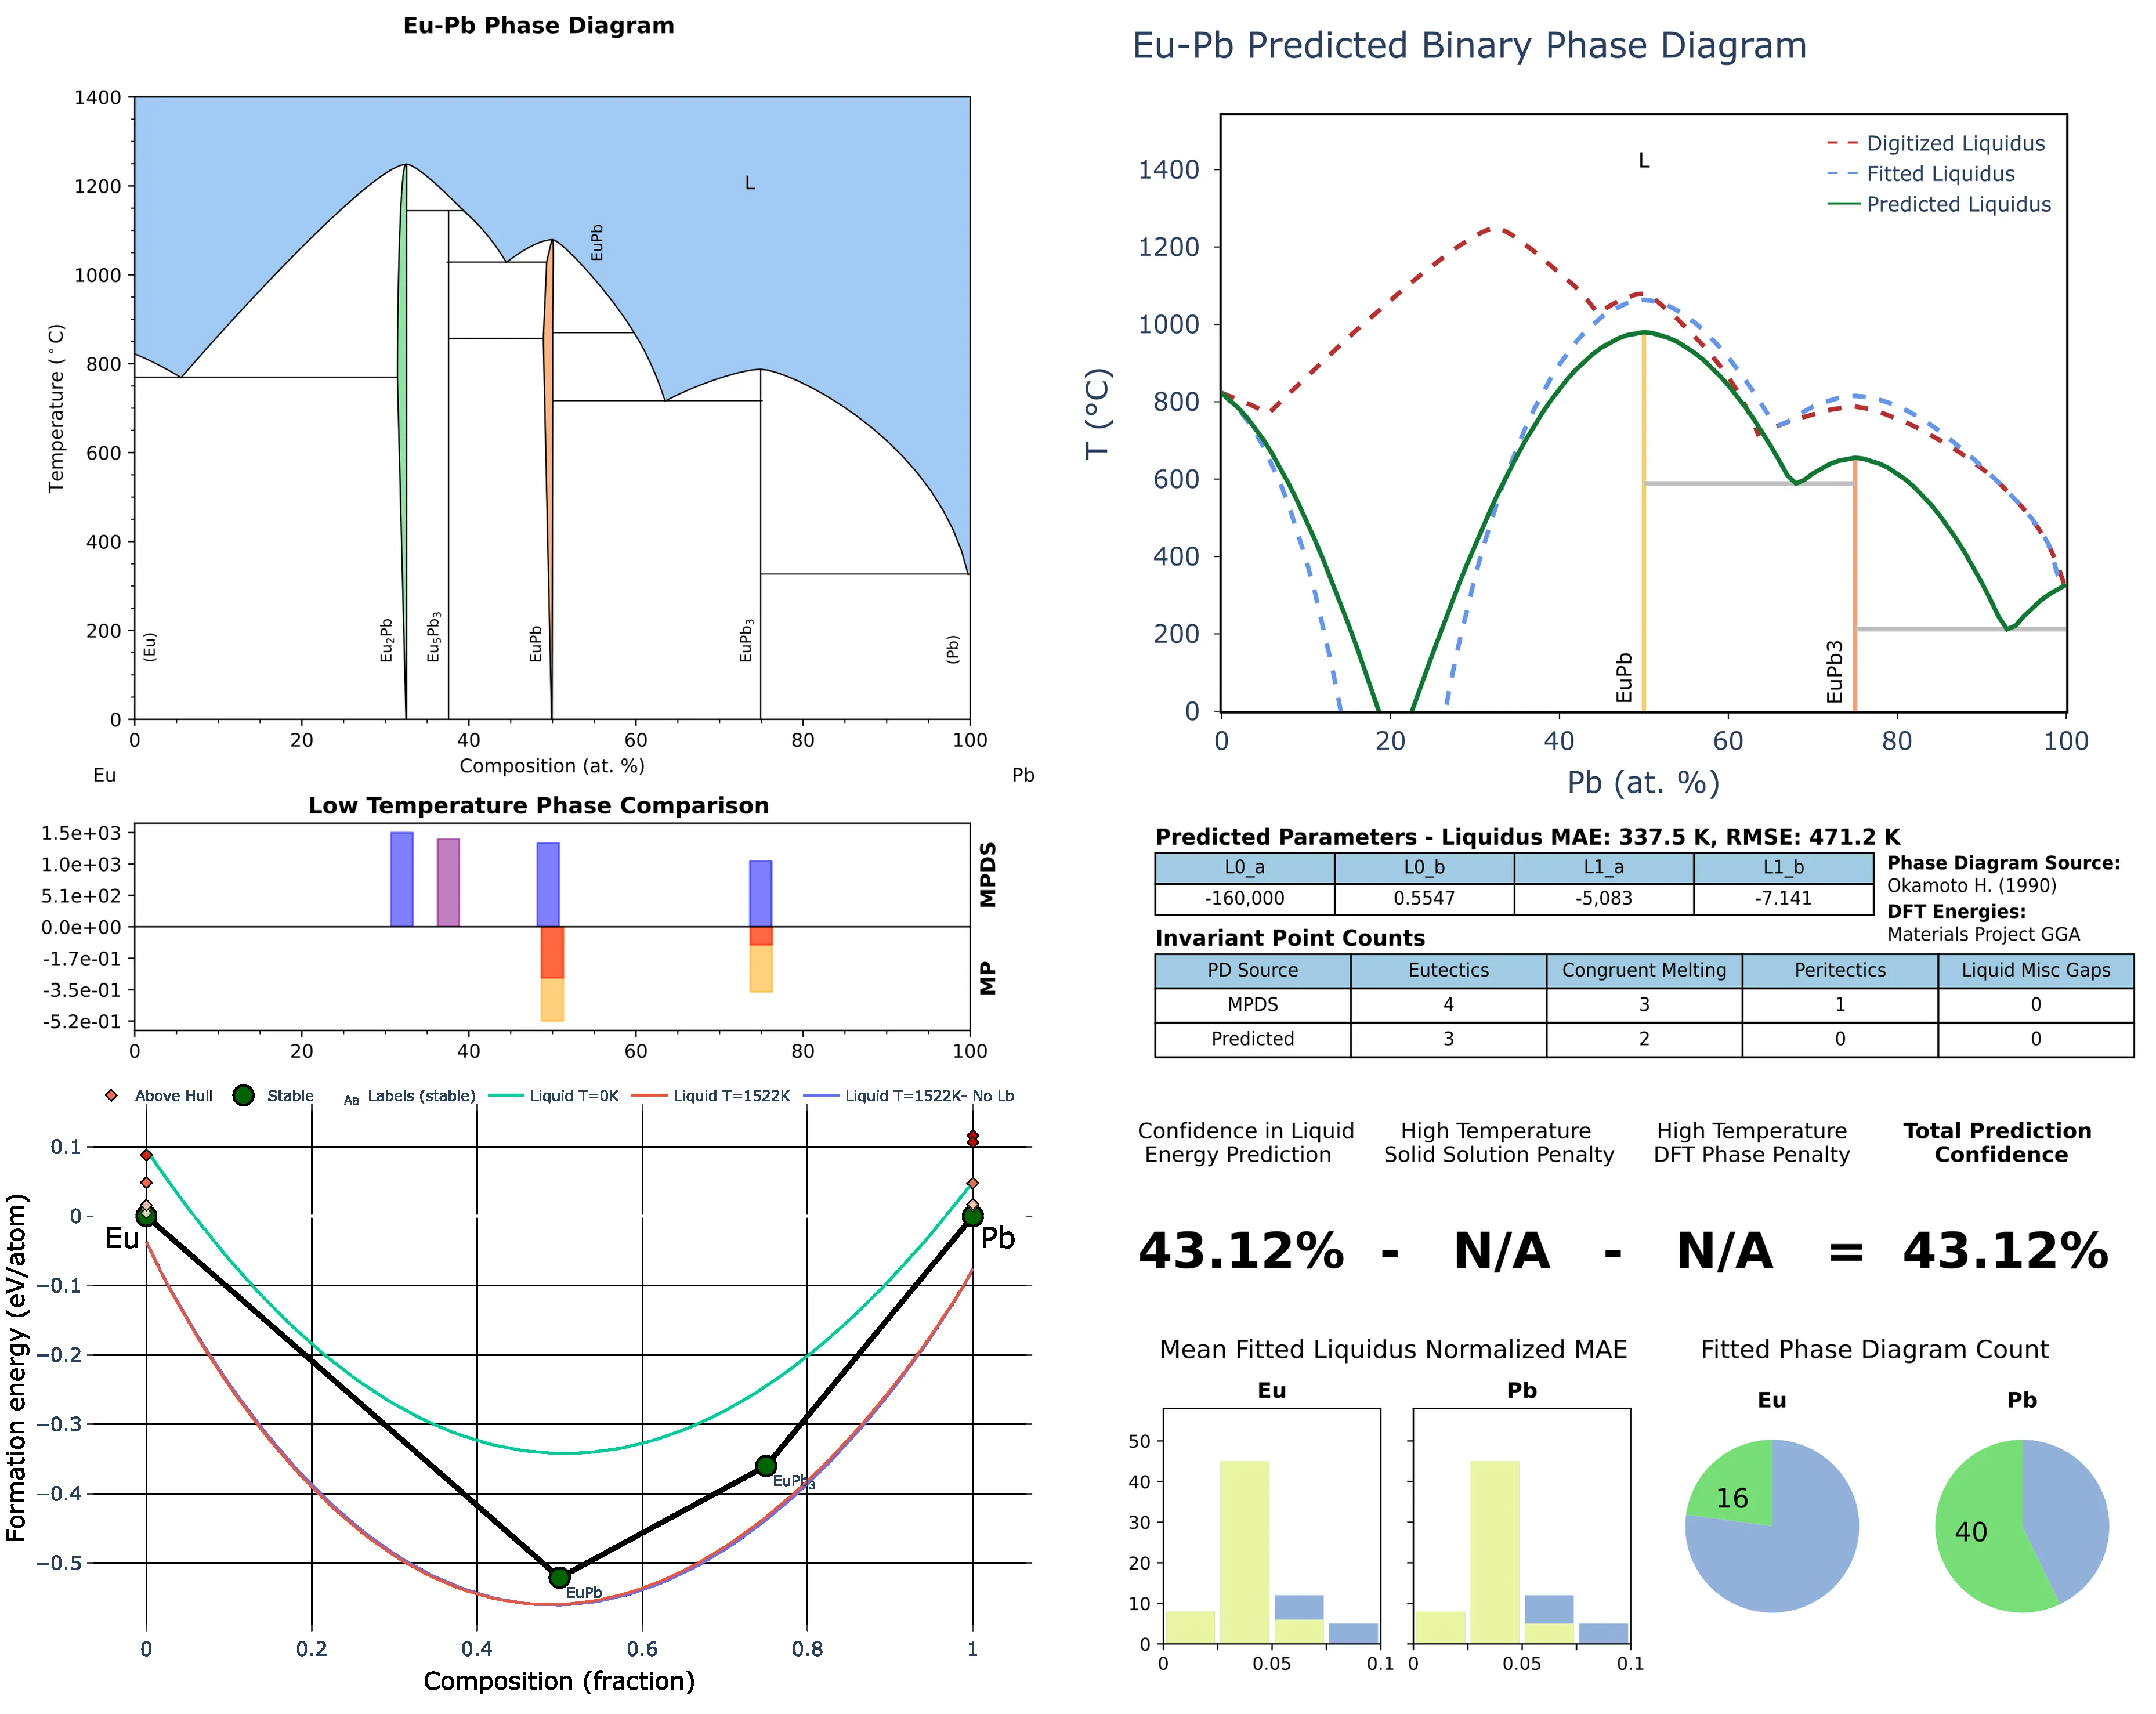 Eu-Pb Phase Diagram
1400
1200
1000
800
600
400
200
0
Temperature (°C)
L
EuPb
(Eu)
Eu2Pb
Eu5Pb3
EuPb
EuPb3
(Pb)
0 20 40 60 80 100
Composition (at. %)
Eu Pb
Low Temperature Phase Comparison
1.5e+03
1.0e+03
5.1e+02
0.0e+00
-1.7e-01
-3.5e-01
-5.2e-01
MPDS
MP
0 20 40 60 80 100
Above Hull Stable Aa Labels (stable) Liquid T=0K Liquid T=1522K Liquid T=1522K- No Lb
0.1
0
−0.1
−0.2
−0.3
−0.4
−0.5
Formation energy (eV/atom)
Eu
Pb
EuPb3
EuPb
0 0.2 0.4 0.6 0.8 1
Composition (fraction)
Eu-Pb Predicted Binary Phase Diagram
L
Digitized Liquidus
Fitted Liquidus
Predicted Liquidus
1400
1200
1000
800
600
400
200
0
T (°C)
EuPb
EuPb3
0 20 40 60 80 100
Pb (at. %)
Predicted Parameters - Liquidus MAE: 337.5 K, RMSE: 471.2 K
L0_a L0_b L1_a L1_b
-160,000 0.5547 -5,083 -7.141
Phase Diagram Source:
Okamoto H. (1990)
DFT Energies:
Materials Project GGA
Invariant Point Counts
PD Source Eutectics Congruent Melting Peritectics Liquid Misc Gaps
MPDS 4 3 1 0
Predicted 3 2 0 0
Confidence in Liquid Energy Prediction
High Temperature Solid Solution Penalty
High Temperature DFT Phase Penalty
Total Prediction Confidence
43.12% - N/A - N/A = 43.12%
Mean Fitted Liquidus Normalized MAE
Eu Pb
50
40
30
20
10
0
0 0.05 0.1 0 0.05 0.1
Fitted Phase Diagram Count
Eu Pb
16
40